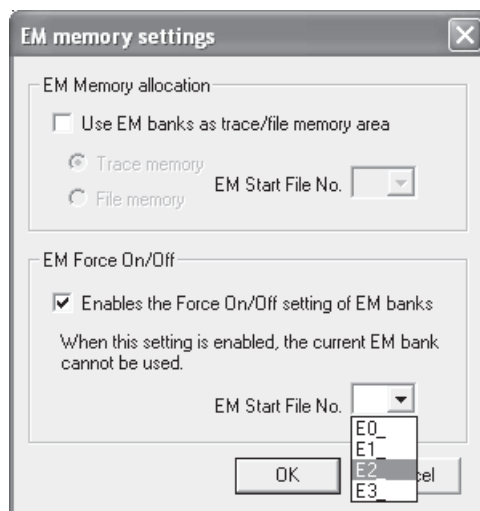 EM memory settings
EM Memory allocation
Use EM banks as trace/file memory area
Trace memory
EM Start File No.
File memory
EM Force On/Off
Enables the Force On/Off setting of EM banks
When this setting is enabled, the current EM bank
cannot be used.
EM Start File No.
E0_
E1_
E2_
E3_
OK
cel